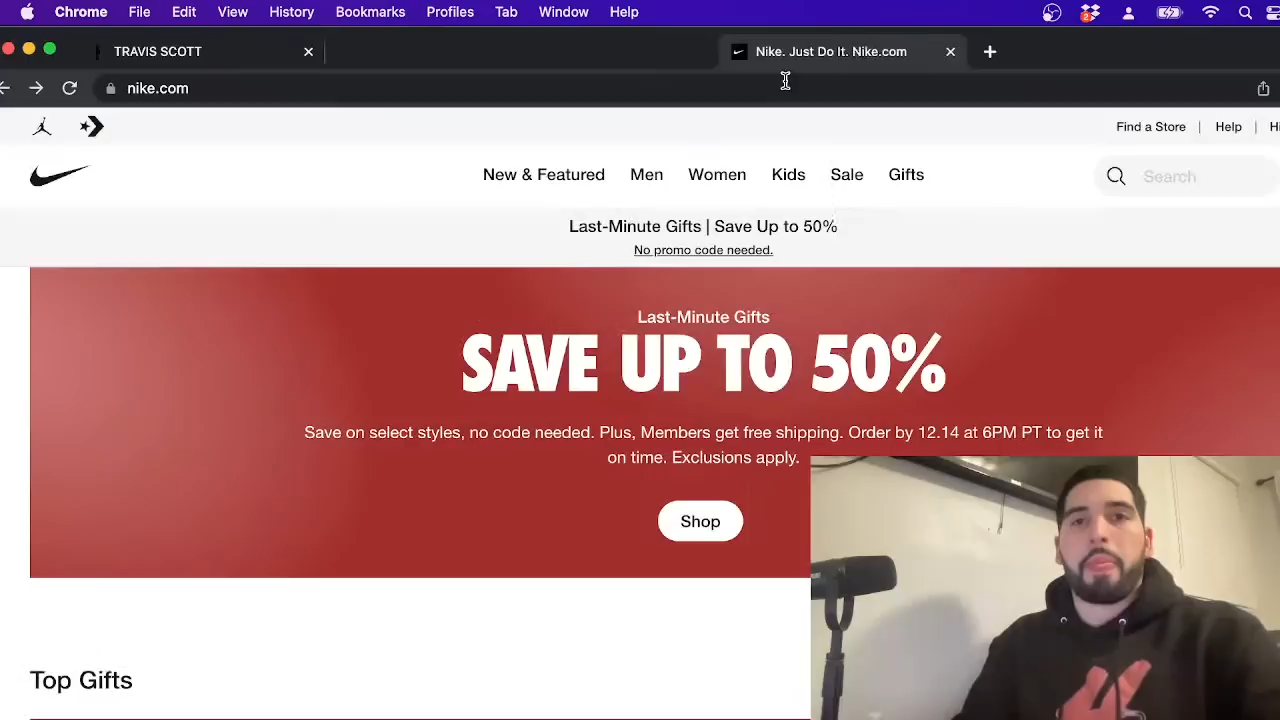 Chrome File Edit View History Bookmarks Profiles Tab Window Help
2
TRAVIS SCOTT
Nike. Just Do It. Nike.com
nike.com
Find a Store | Help | Hi
New & Featured Men Women Kids Sale Gifts
Search
Last-Minute Gifts | Save Up to 50%
No promo code needed.
Last-Minute Gifts
SAVE UP TO 50%
Save on select styles, no code needed. Plus, Members get free shipping. Order by 12.14 at 6PM PT to get it
on time. Exclusions apply.
Shop
Top Gifts